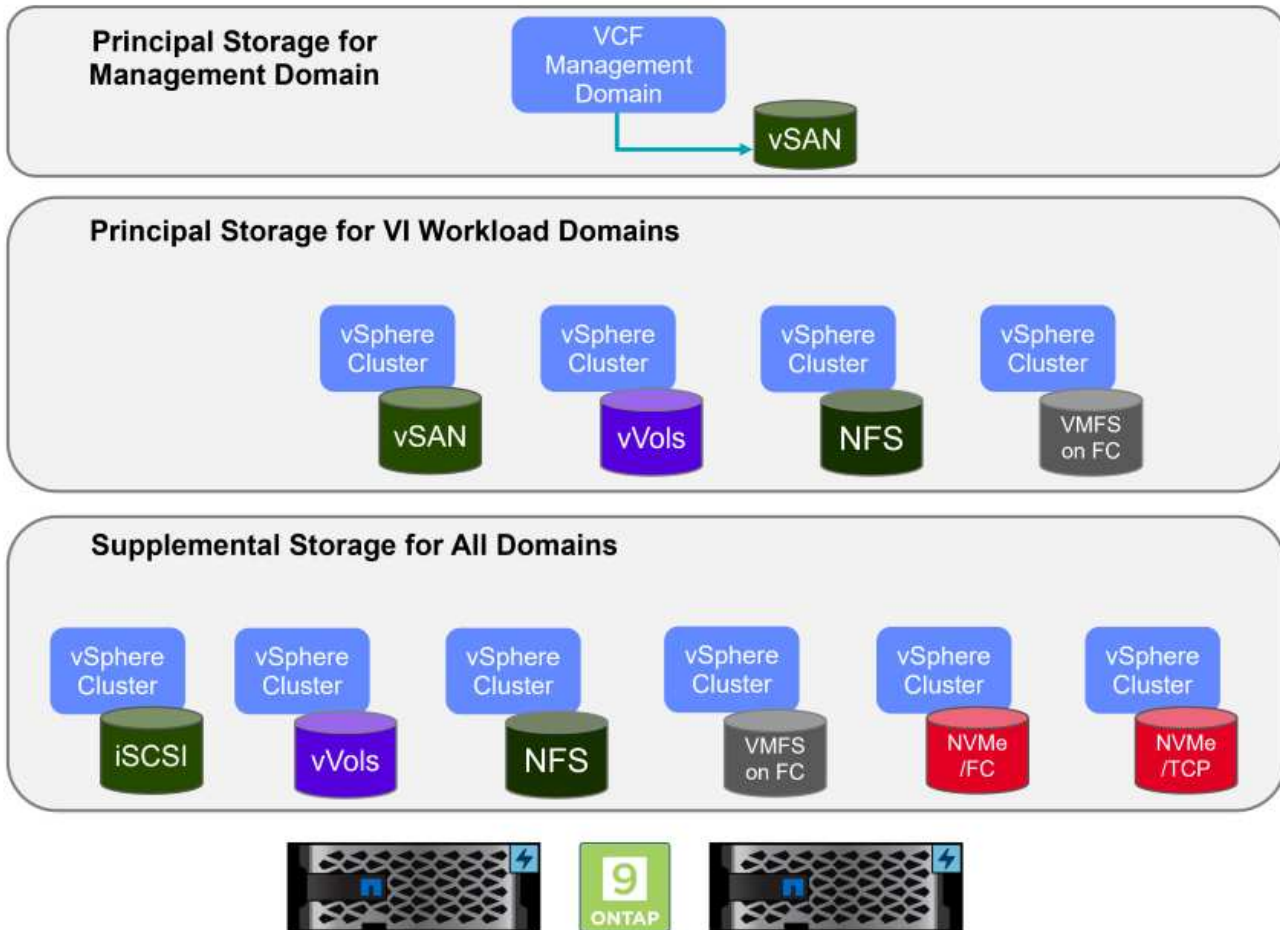 Principal Storage for
Management Domain
VCF
Management
Domain
vSAN
Principal Storage for VI Workload Domains
vSphere
Cluster
vSAN
vSphere
Cluster
vVols
vSphere
Cluster
NFS
vSphere
Cluster
VMFS
on FC
Supplemental Storage for All Domains
vSphere
Cluster
iSCSI
vSphere
Cluster
vVols
vSphere
Cluster
NFS
vSphere
Cluster
VMFS
on FC
vSphere
Cluster
NVMe
/FC
vSphere
Cluster
NVMe
/TCP
9
ONTAP